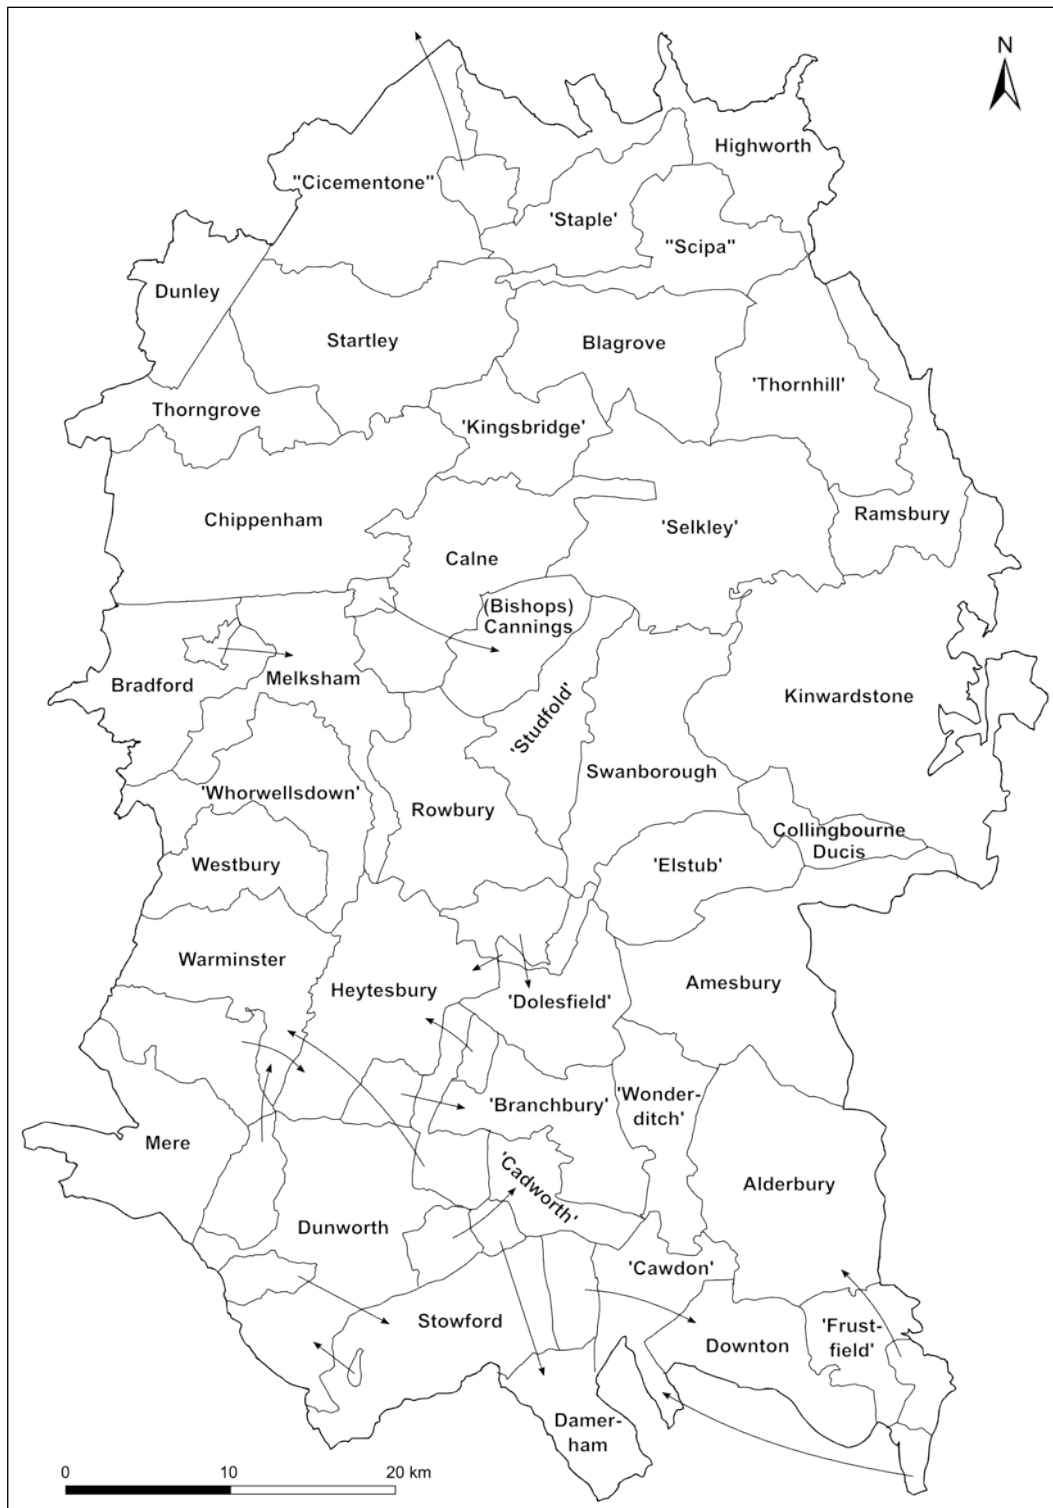 N
Highworth
"Cicementone"
'Staple'
"Scipa"
Dunley
Startley
Blagrove
'Thornhill'
Thorngrove
'Kingsbridge'
Chippenham
'Selkley'
Ramsbury
Calne
(Bishops)
Cannings
Bradford
Melksham
'Studfold'
Kinwardstone
Swanborough
'Whorwellsdown'
Rowbury
Collingbourne
Ducis
Westbury
'Elstub'
Warminster
Heytesbury
'Dolesfield'
Amesbury
'Wonder-
ditch'
'Branchbury'
Mere
'Cadworth'
Alderbury
Dunworth
'Cawdon'
Stowford
Downton
'Frust-
field'
Damer-
ham
0 10 20 km